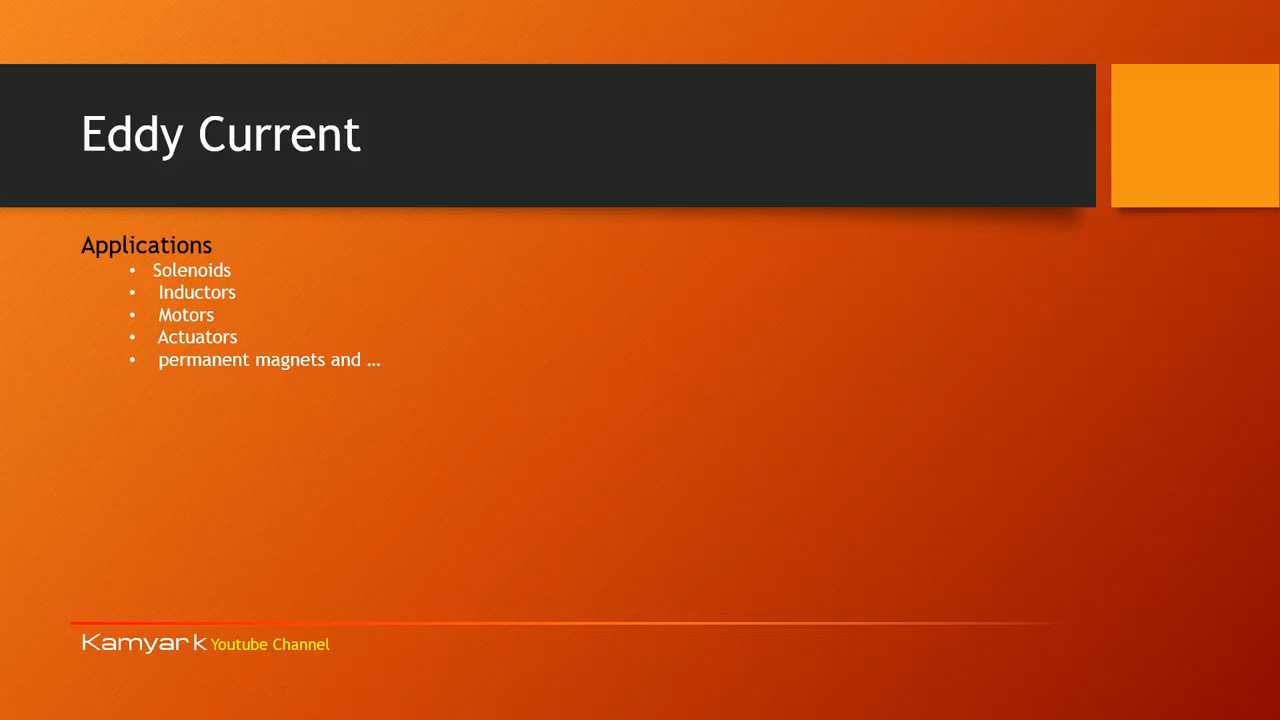 Eddy Current
Applications
• Solenoids
• Inductors
• Motors
• Actuators
• permanent magnets and ...
Kamyar k Youtube Channel